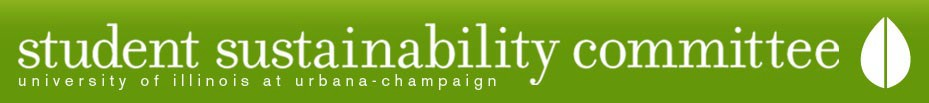 student sustainability committee
university of illinois at urbana-champaign